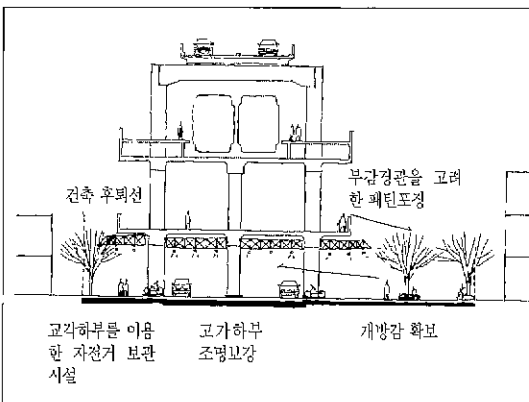 건축 후퇴선
부감경관을 고려
한 패턴포장
교각하부를 이용
한 자전거 보관
시설
고가하부
조명보강
개방감 확보